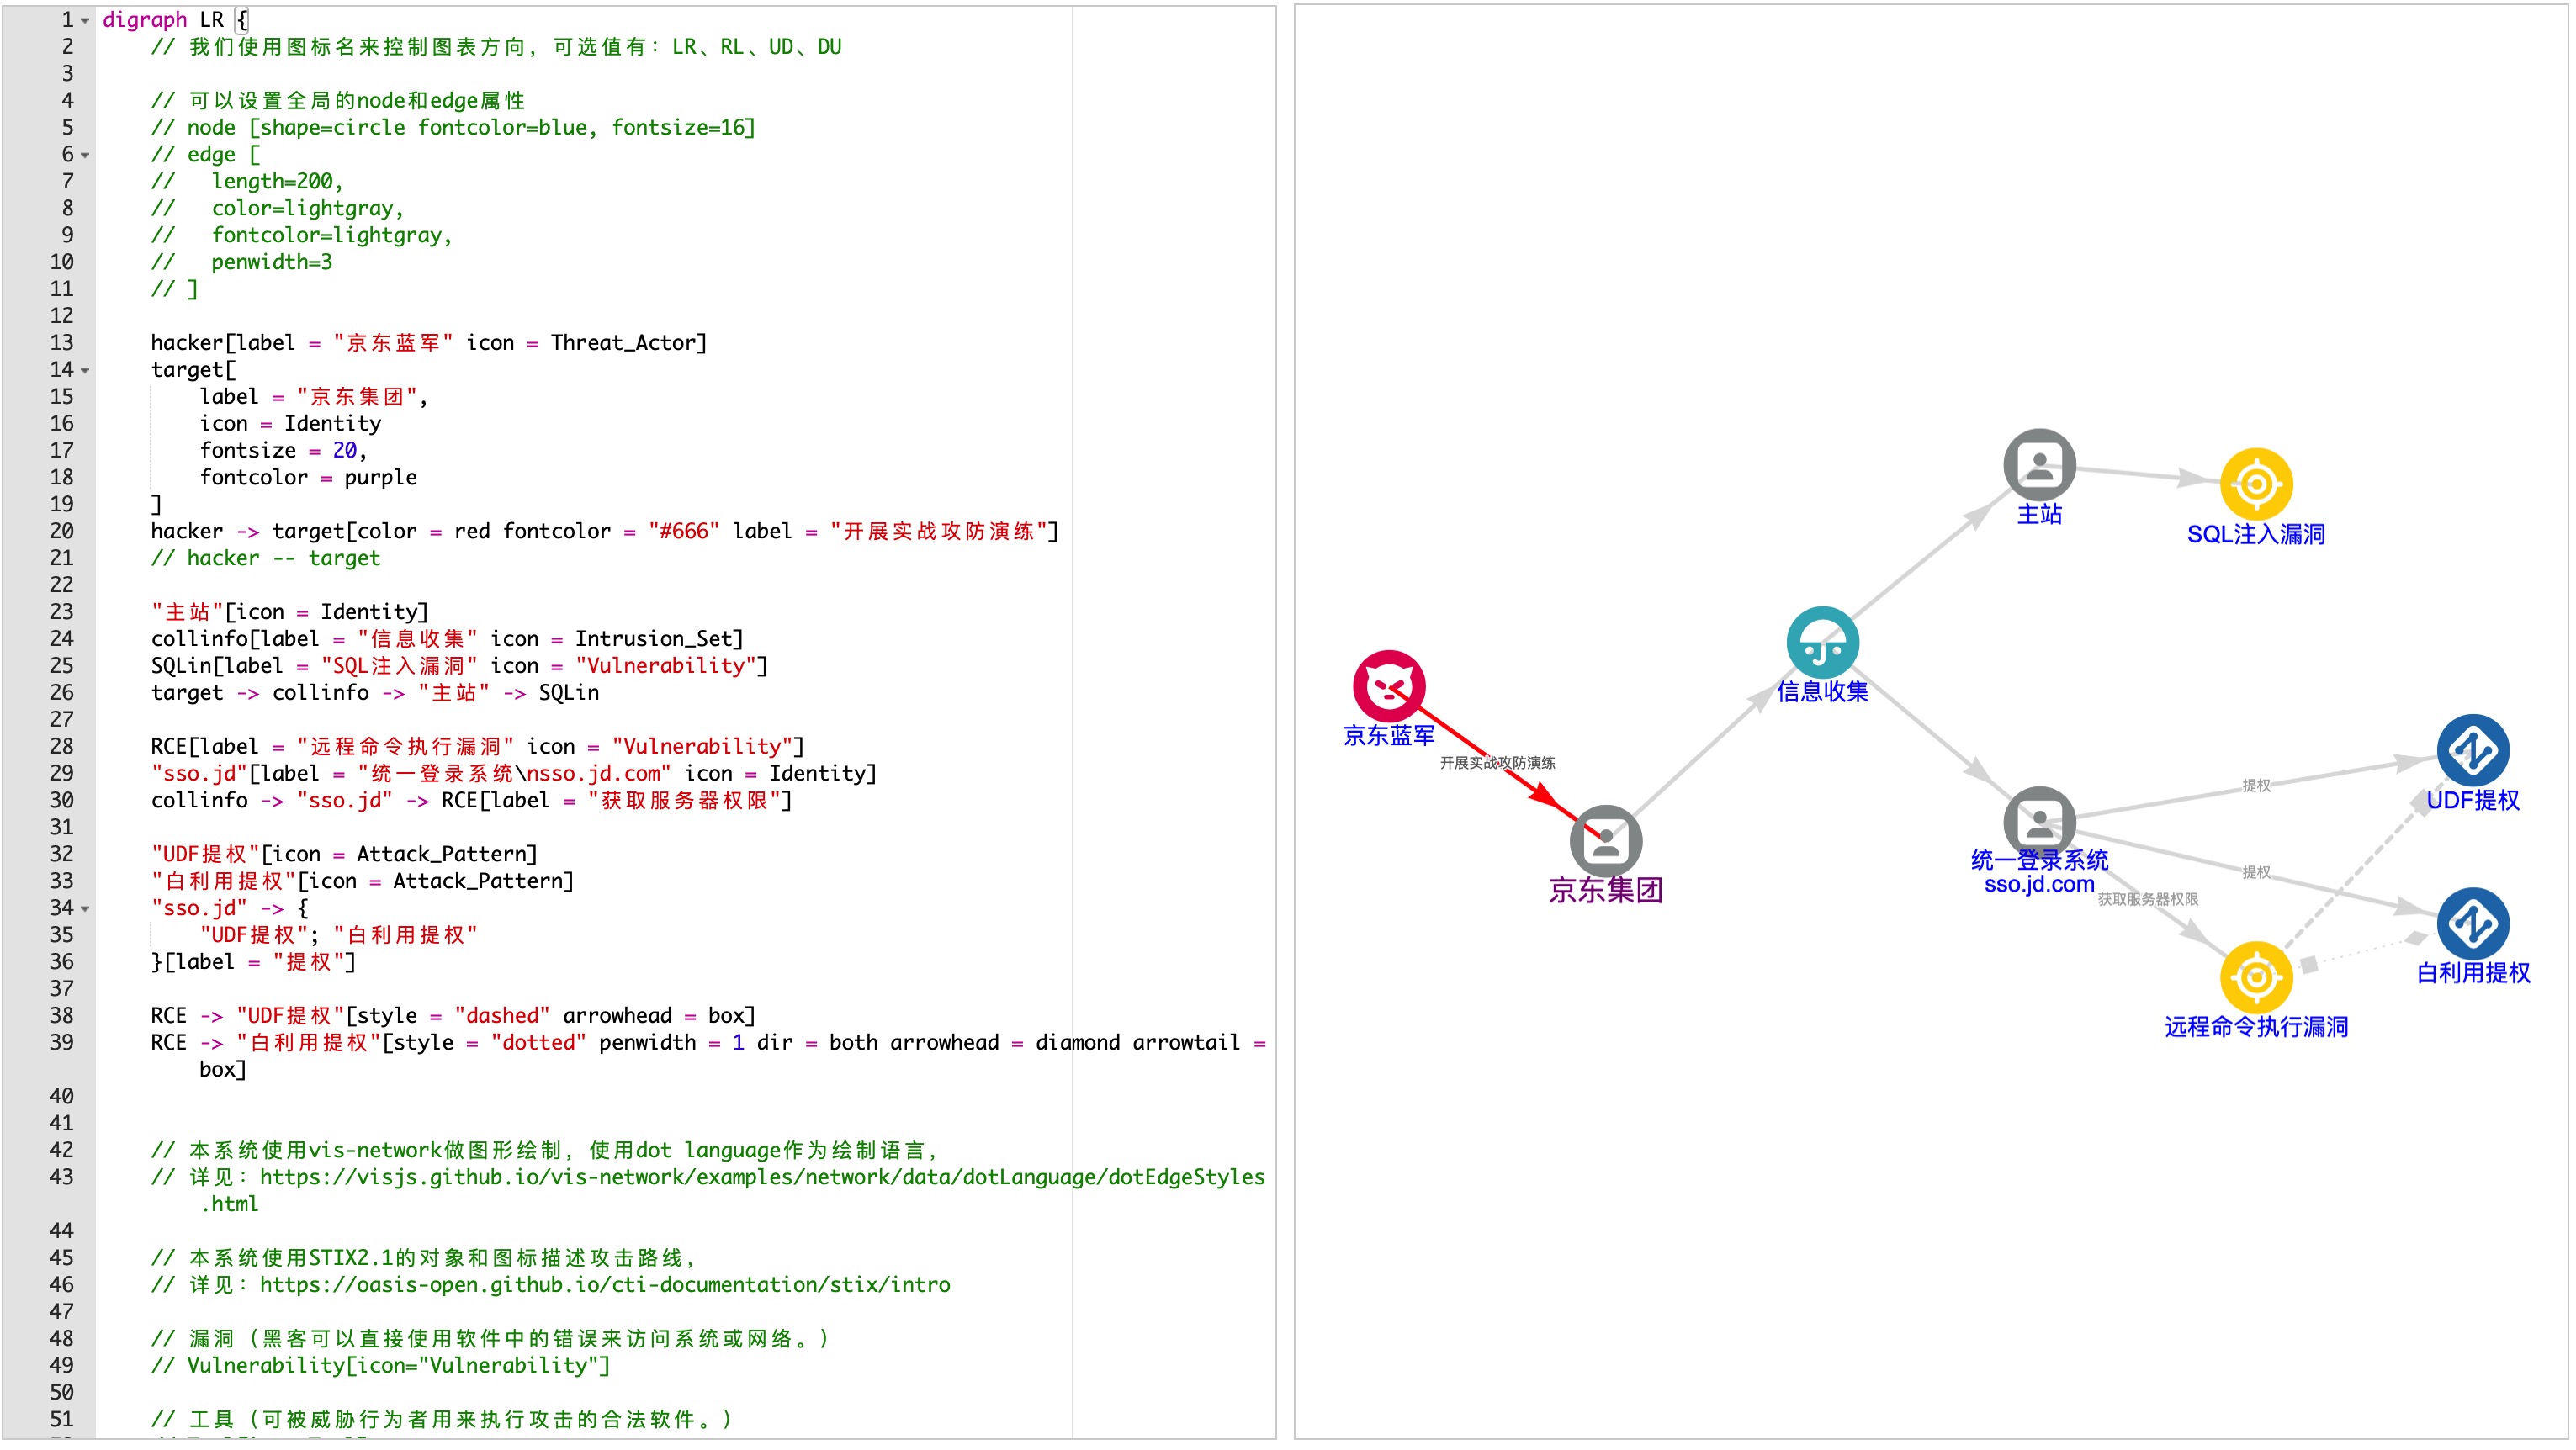 1 digraph LR {
2 // 我们使用图标名来控制图表方向，可选值有：LR、RL、UD、DU
3
4 // 可以设置全局的node和edge属性
5 // node [shape=circle fontcolor=blue, fontsize=16]
6 // edge [
7 //   length=200,
8 //   color=lightgray,
9 //   fontcolor=lightgray,
10 //   penwidth=3
11 // ]
12
13 hacker[label = "京东蓝军" icon = Threat_Actor]
14 target[
15 label = "京东集团",
16 icon = Identity
17 fontsize = 20,
18 fontcolor = purple
19 ]
20 hacker -> target[color = red fontcolor = "#666" label = "开展实战攻防演练"]
21 // hacker -- target
22
23 "主站"[icon = Identity]
24 collinfo[label = "信息收集" icon = Intrusion_Set]
25 SQLin[label = "SQL注入漏洞" icon = "Vulnerability"]
26 target -> collinfo -> "主站" -> SQLin
27
28 RCE[label = "远程命令执行漏洞" icon = "Vulnerability"]
29 "sso.jd"[label = "统一登录系统\nsso.jd.com" icon = Identity]
30 collinfo -> "sso.jd" -> RCE[label = "获取服务器权限"]
31
32 "UDF提权"[icon = Attack_Pattern]
33 "白利用提权"[icon = Attack_Pattern]
34 "sso.jd" -> {
35 "UDF提权"; "白利用提权"
36 }[label = "提权"]
37
38 RCE -> "UDF提权"[style = "dashed" arrowhead = box]
39 RCE -> "白利用提权"[style = "dotted" penwidth = 1 dir = both arrowhead = diamond arrowtail =
box]
40
41
42 // 本系统使用vis-network做图形绘制，使用dot language作为绘制语言，
43 // 详见：https://visjs.github.io/vis-network/examples/network/data/dotLanguage/dotEdgeStyles
.html
44
45 // 本系统使用STIX2.1的对象和图标描述攻击路线，
46 // 详见：https://oasis-open.github.io/cti-documentation/stix/intro
47
48 // 漏洞（黑客可以直接使用软件中的错误来访问系统或网络。）
49 // Vulnerability[icon="Vulnerability"]
50
51 // 工具（可被威胁行为者用来执行攻击的合法软件。）
主站
SQL注入漏洞
信息收集
京东蓝军
开展实战攻防演练
京东集团
提权
UDF提权
统一登录系统
sso.jd.com
提权
获取服务器权限
白利用提权
远程命令执行漏洞